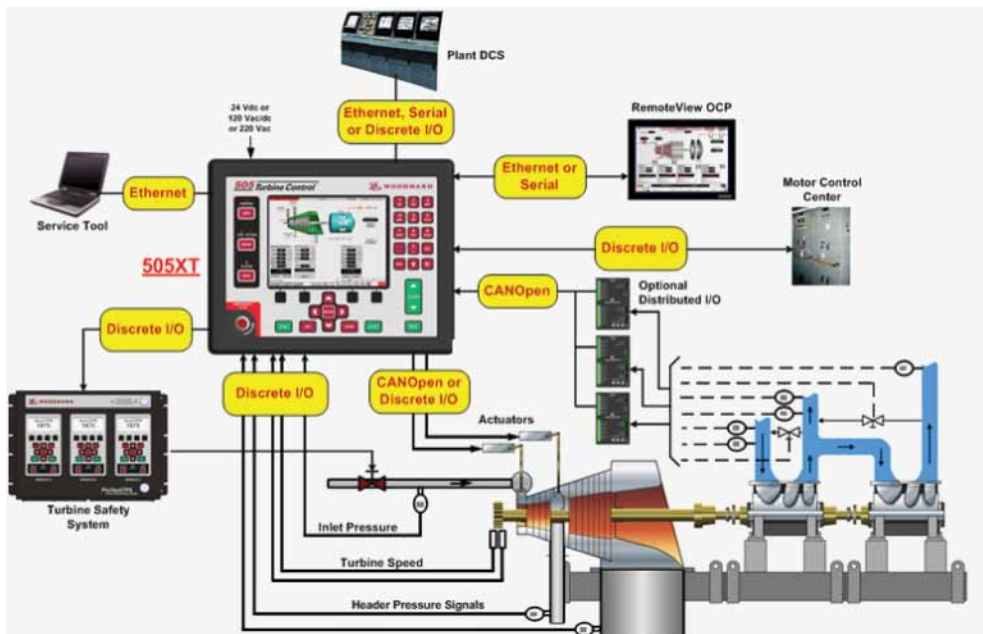 Plant DCS
24 Vdc or
120 Vac/dc
or 220 Vac
Ethernet, Serial
or Discrete I/O
RemoteView OCP
Ethernet or
Serial
Ethernet
Service Tool
505 Turbine Control
WOODWARD
Motor Control
Center
Discrete I/O
505XT
CANOpen
Optional
Distributed I/O
Discrete I/O
Discrete I/O
CANOpen or
Discrete I/O
Actuators
WOODWARD
Turbine Safety
System
Inlet Pressure
Turbine Speed
Header Pressure Signals